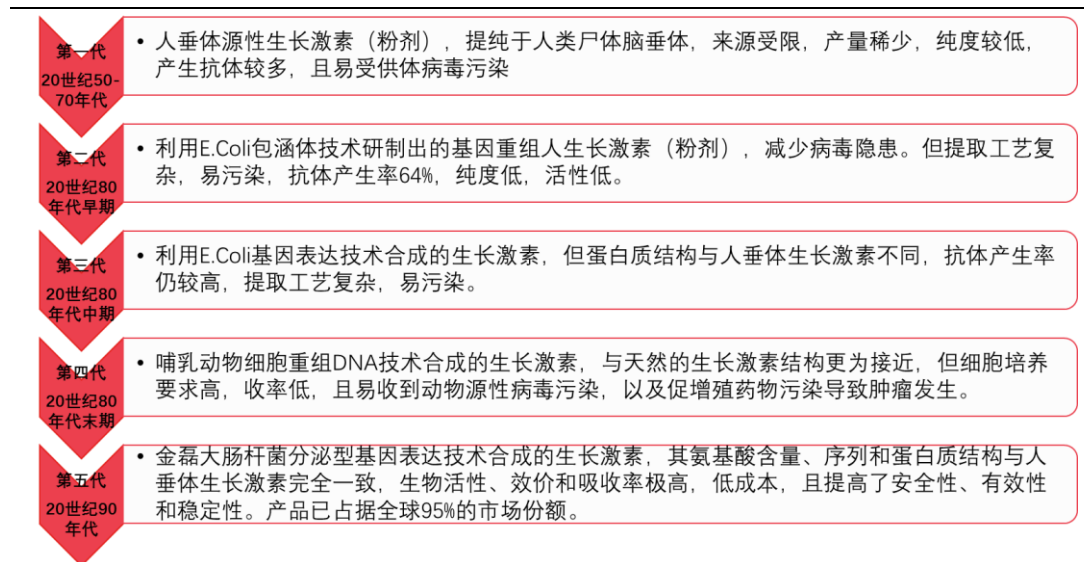 第一代
20世纪50-
70年代
• 人垂体源性生长激素（粉剂），提纯于人类尸体脑垂体，来源受限，产量稀少，纯度较低，
产生抗体较多，且易受供体病毒污染
第二代
20世纪80
年代早期
• 利用E.Coli包涵体技术研制出的基因重组人生长激素（粉剂），减少病毒隐患。但提取工艺复
杂，易污染，抗体产生率64%，纯度低，活性低。
第三代
20世纪80
年代中期
• 利用E.Coli基因表达技术合成的生长激素，但蛋白质结构与人垂体生长激素不同，抗体产生率
仍较高，提取工艺复杂，易污染。
第四代
20世纪80
年代末期
• 哺乳动物细胞重组DNA技术合成的生长激素，与天然的生长激素结构更为接近，但细胞培养
要求高，收率低，且易收到动物源性病毒污染，以及促增殖药物污染导致肿瘤发生。
第五代
20世纪90
年代
• 金磊大肠杆菌分泌型基因表达技术合成的生长激素，其氨基酸含量、序列和蛋白质结构与人
垂体生长激素完全一致，生物活性、效价和吸收率极高，低成本，且提高了安全性、有效性
和稳定性。产品已占据全球95%的市场份额。